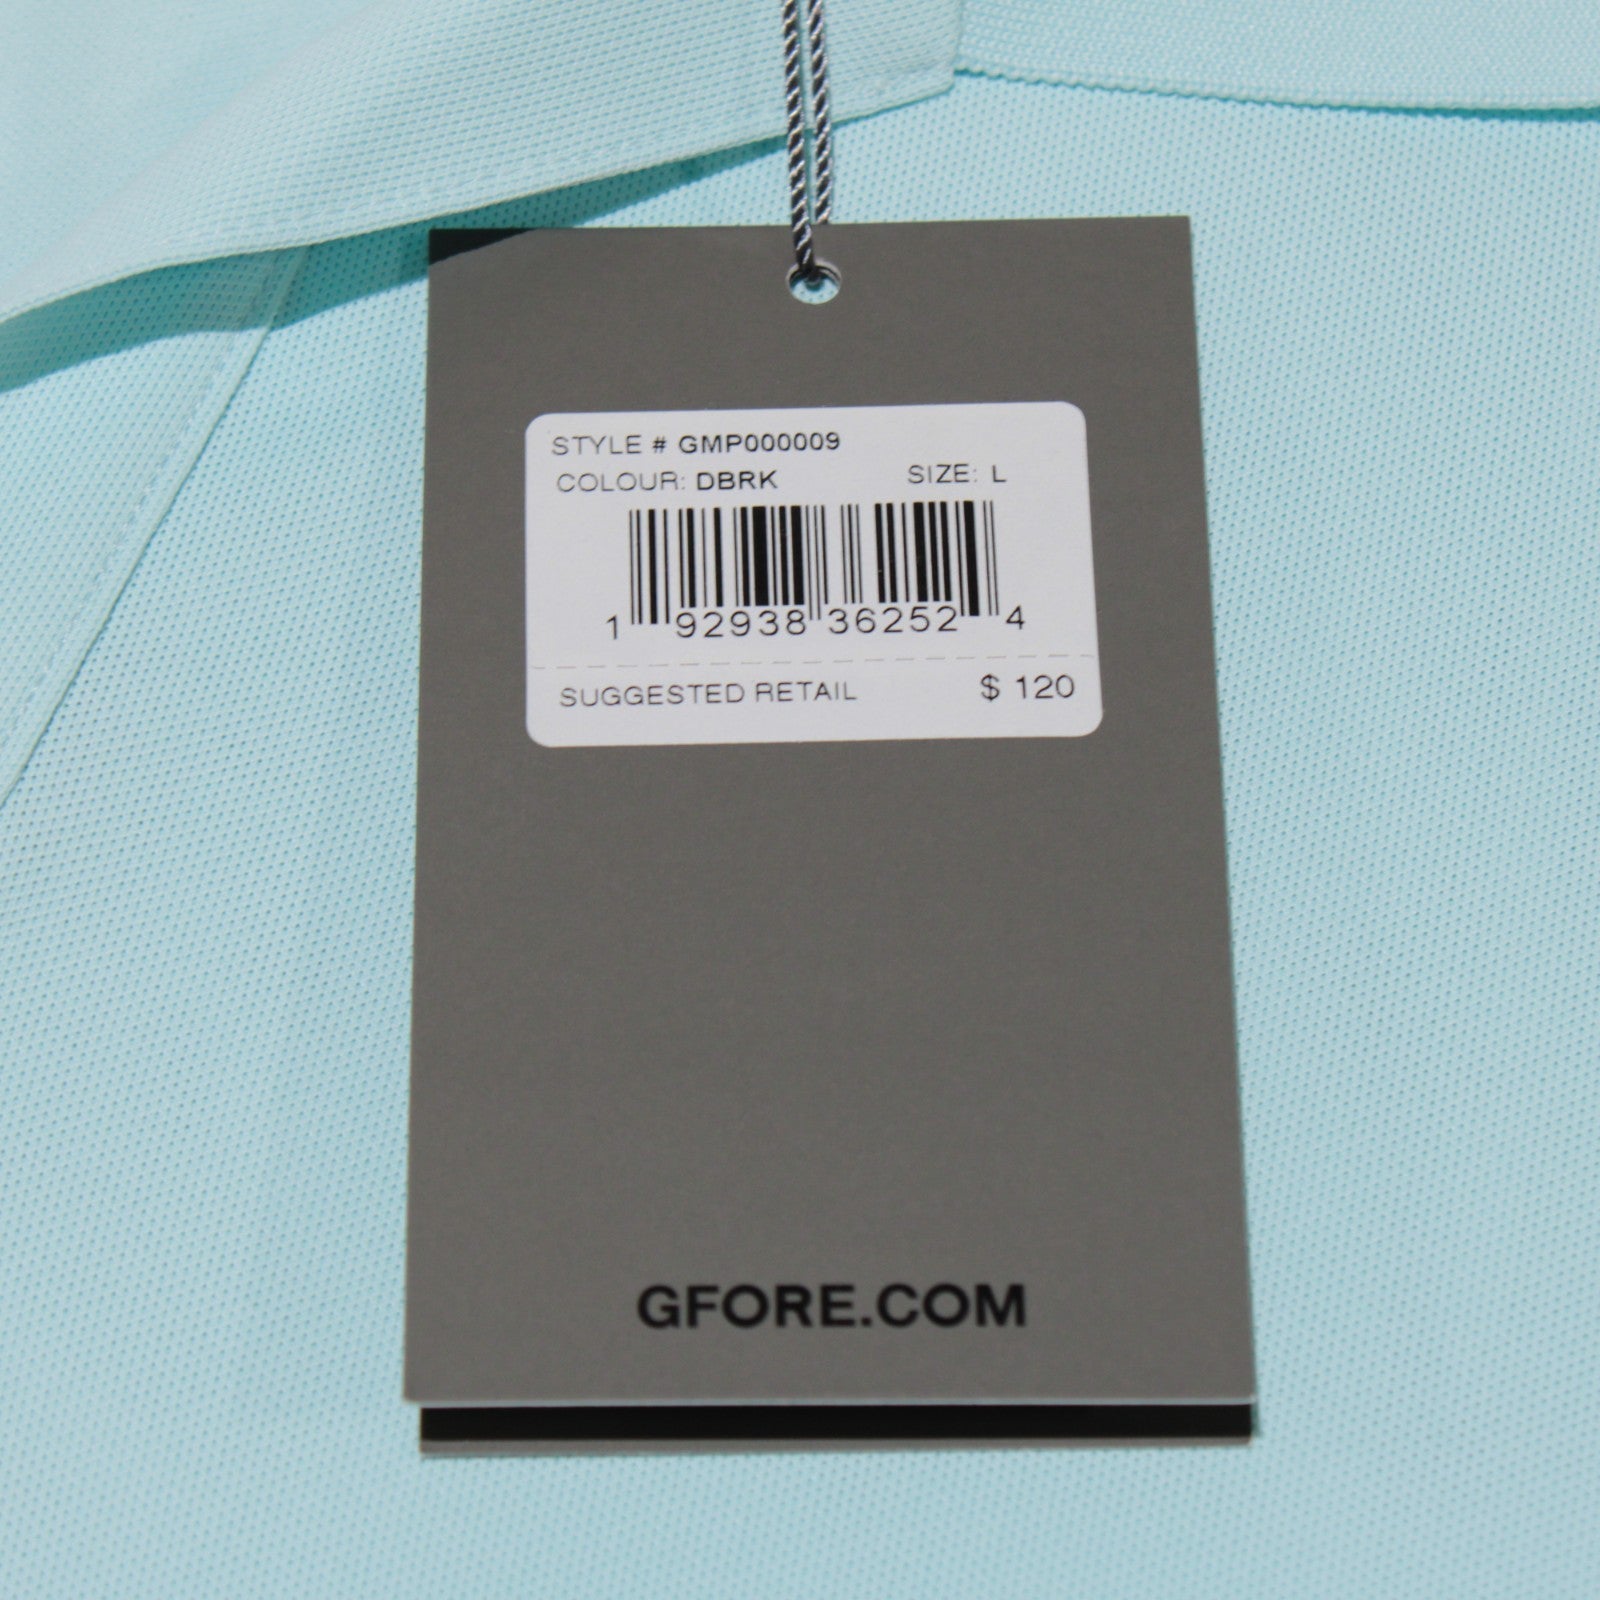 STYLE # GMP000009
COLOUR: DBRK SIZE: L
1 92938 36252 4
SUGGESTED RETAIL $ 120
GFORE.COM